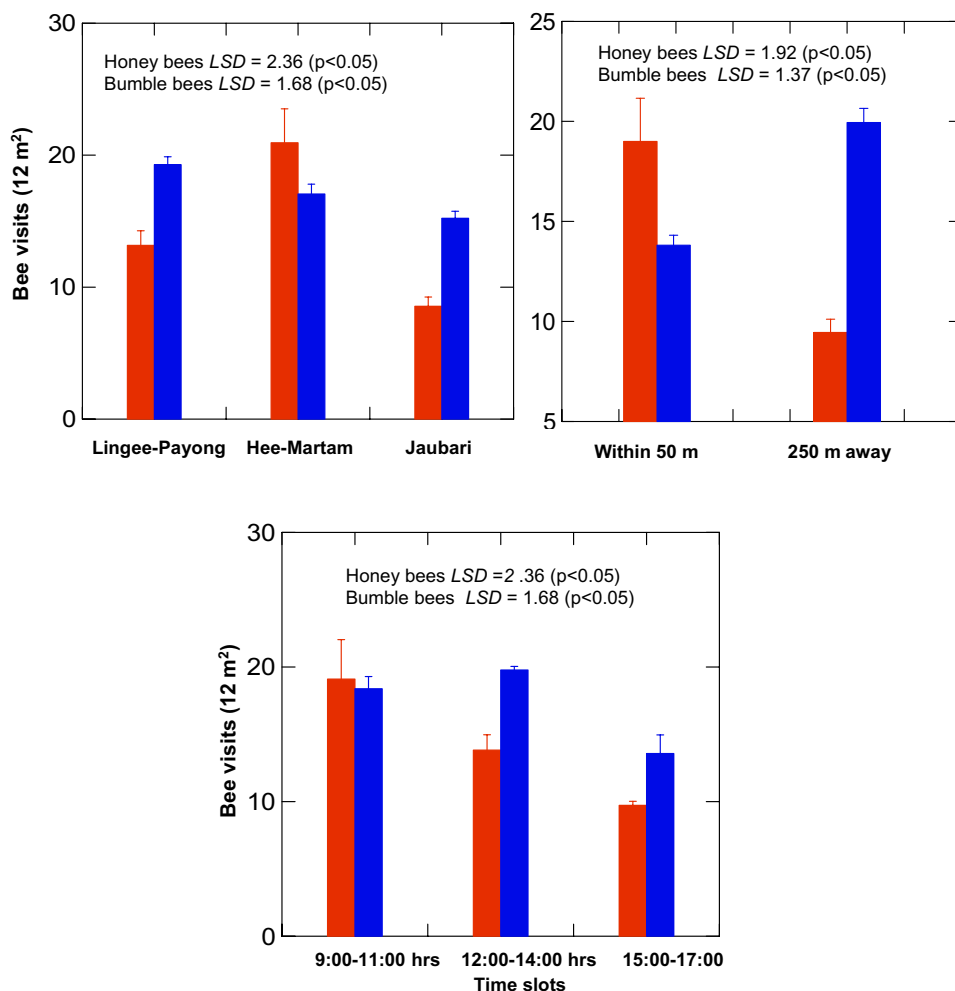 30
20
10
0
Bee visits (12 m²)
Honey bees LSD = 2.36 (p<0.05)
Bumble bees LSD = 1.68 (p<0.05)
Lingee-Payong Hee-Martam Jaubari
25
20
15
10
5
Honey bees LSD = 1.92 (p<0.05)
Bumble bees LSD = 1.37 (p<0.05)
Within 50 m 250 m away
30
20
10
0
Bee visits (12 m²)
Honey bees LSD =2 .36 (p<0.05)
Bumble bees LSD = 1.68 (p<0.05)
9:00-11:00 hrs 12:00-14:00 hrs 15:00-17:00
Time slots